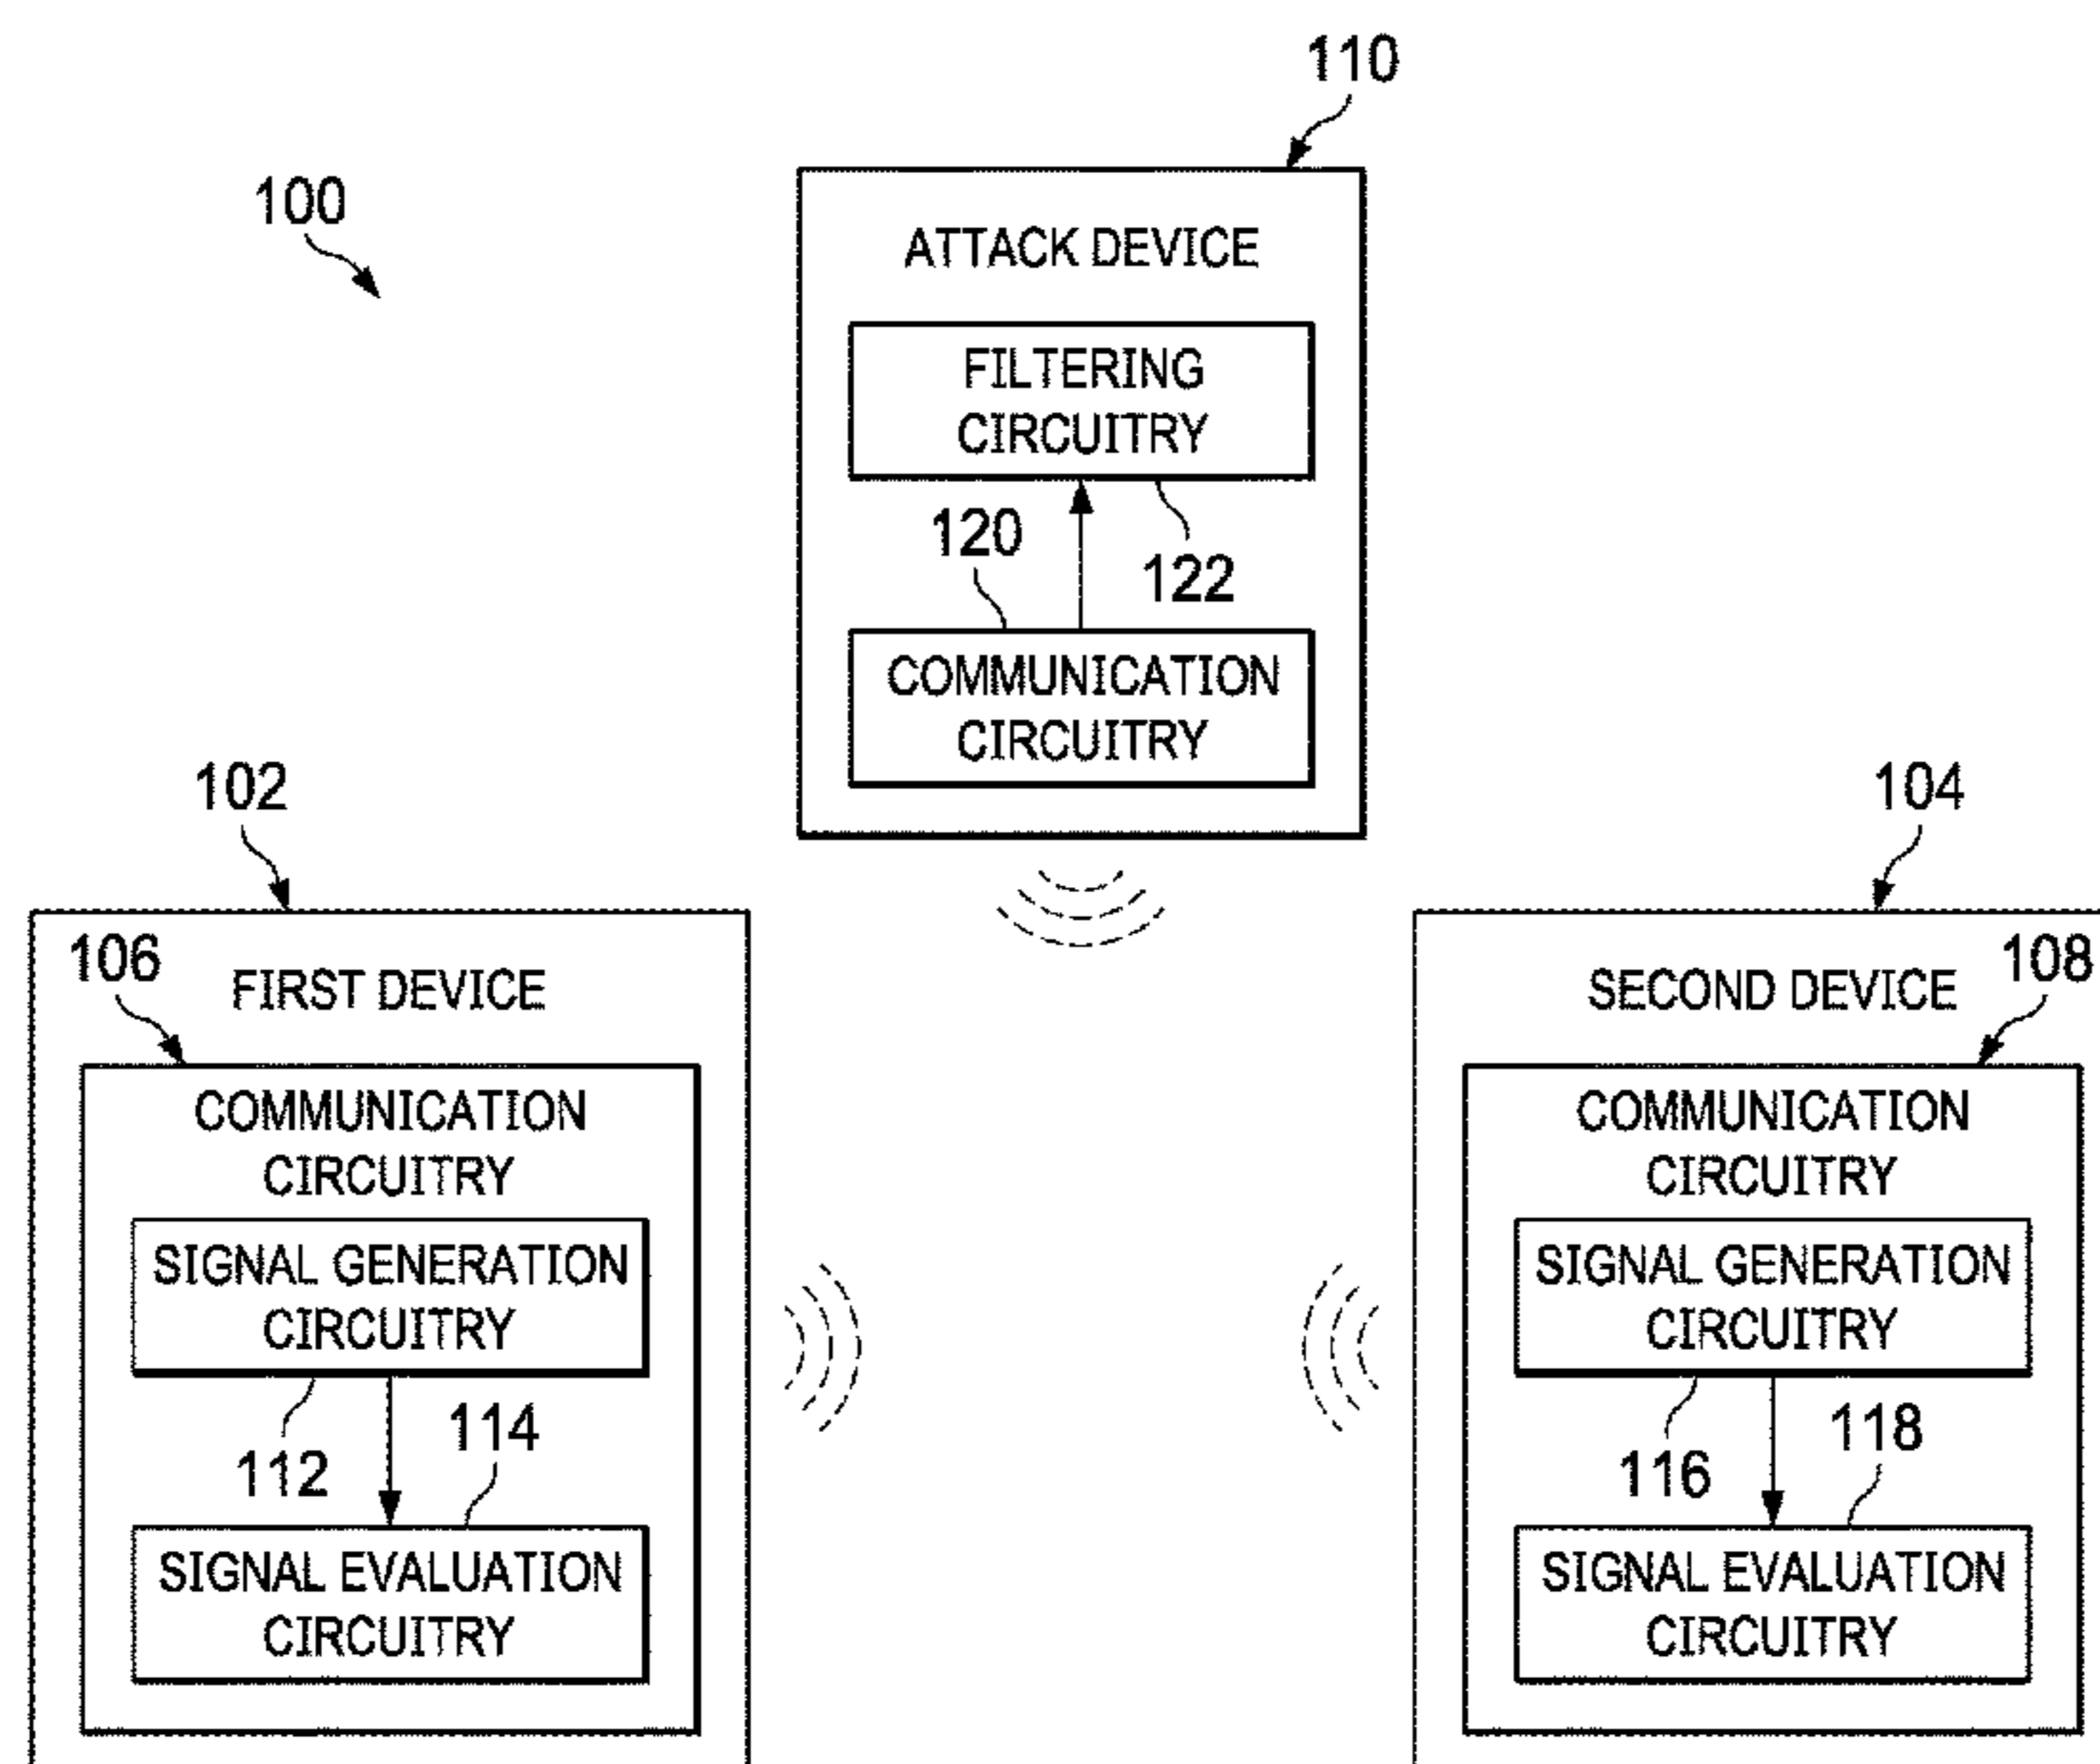 110
100
ATTACK DEVICE
FILTERING
CIRCUITRY
120
122
COMMUNICATION
CIRCUITRY
102
104
106
FIRST DEVICE
COMMUNICATION
CIRCUITRY
SIGNAL GENERATION
CIRCUITRY
112
114
SIGNAL EVALUATION
CIRCUITRY
108
SECOND DEVICE
COMMUNICATION
CIRCUITRY
SIGNAL GENERATION
CIRCUITRY
116
118
SIGNAL EVALUATION
CIRCUITRY